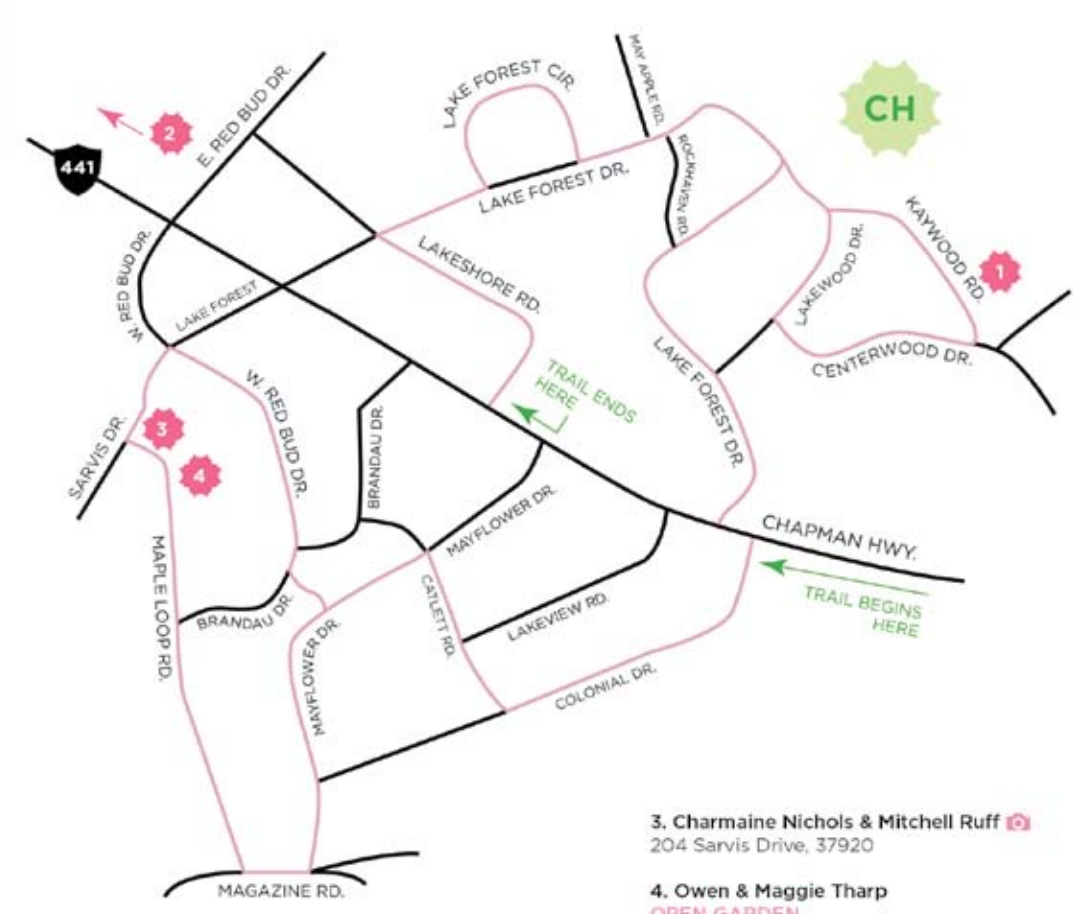 MAY APPLE RD.
LAKE FOREST CIR.
E. RED BUD DR.
CH
2
441
ROCKHAVEN RD.
LAKE FOREST DR.
KAYWOOD RD.
W. RED BUD DR.
LAKESHORE RD.
LAKEWOOD DR.
1
LAKE FOREST
CENTERWOOD DR.
TRAIL ENDS
HERE
LAKE FOREST DR.
W. RED BUD DR.
SARVIS DR.
3
4
BRANDAU DR.
MAYFLOWER DR.
CHAPMAN HWY.
TRAIL BEGINS
HERE
MAPLE LOOP RD.
BRANDAU DR.
CATLETT RD.
LAKEVIEW RD.
MAYFLOWER DR.
COLONIAL DR.
MAGAZINE RD.
3. Charmaine Nichols & Mitchell Ruff
204 Sarvis Drive, 37920
4. Owen & Maggie Tharp
OPEN GARDEN